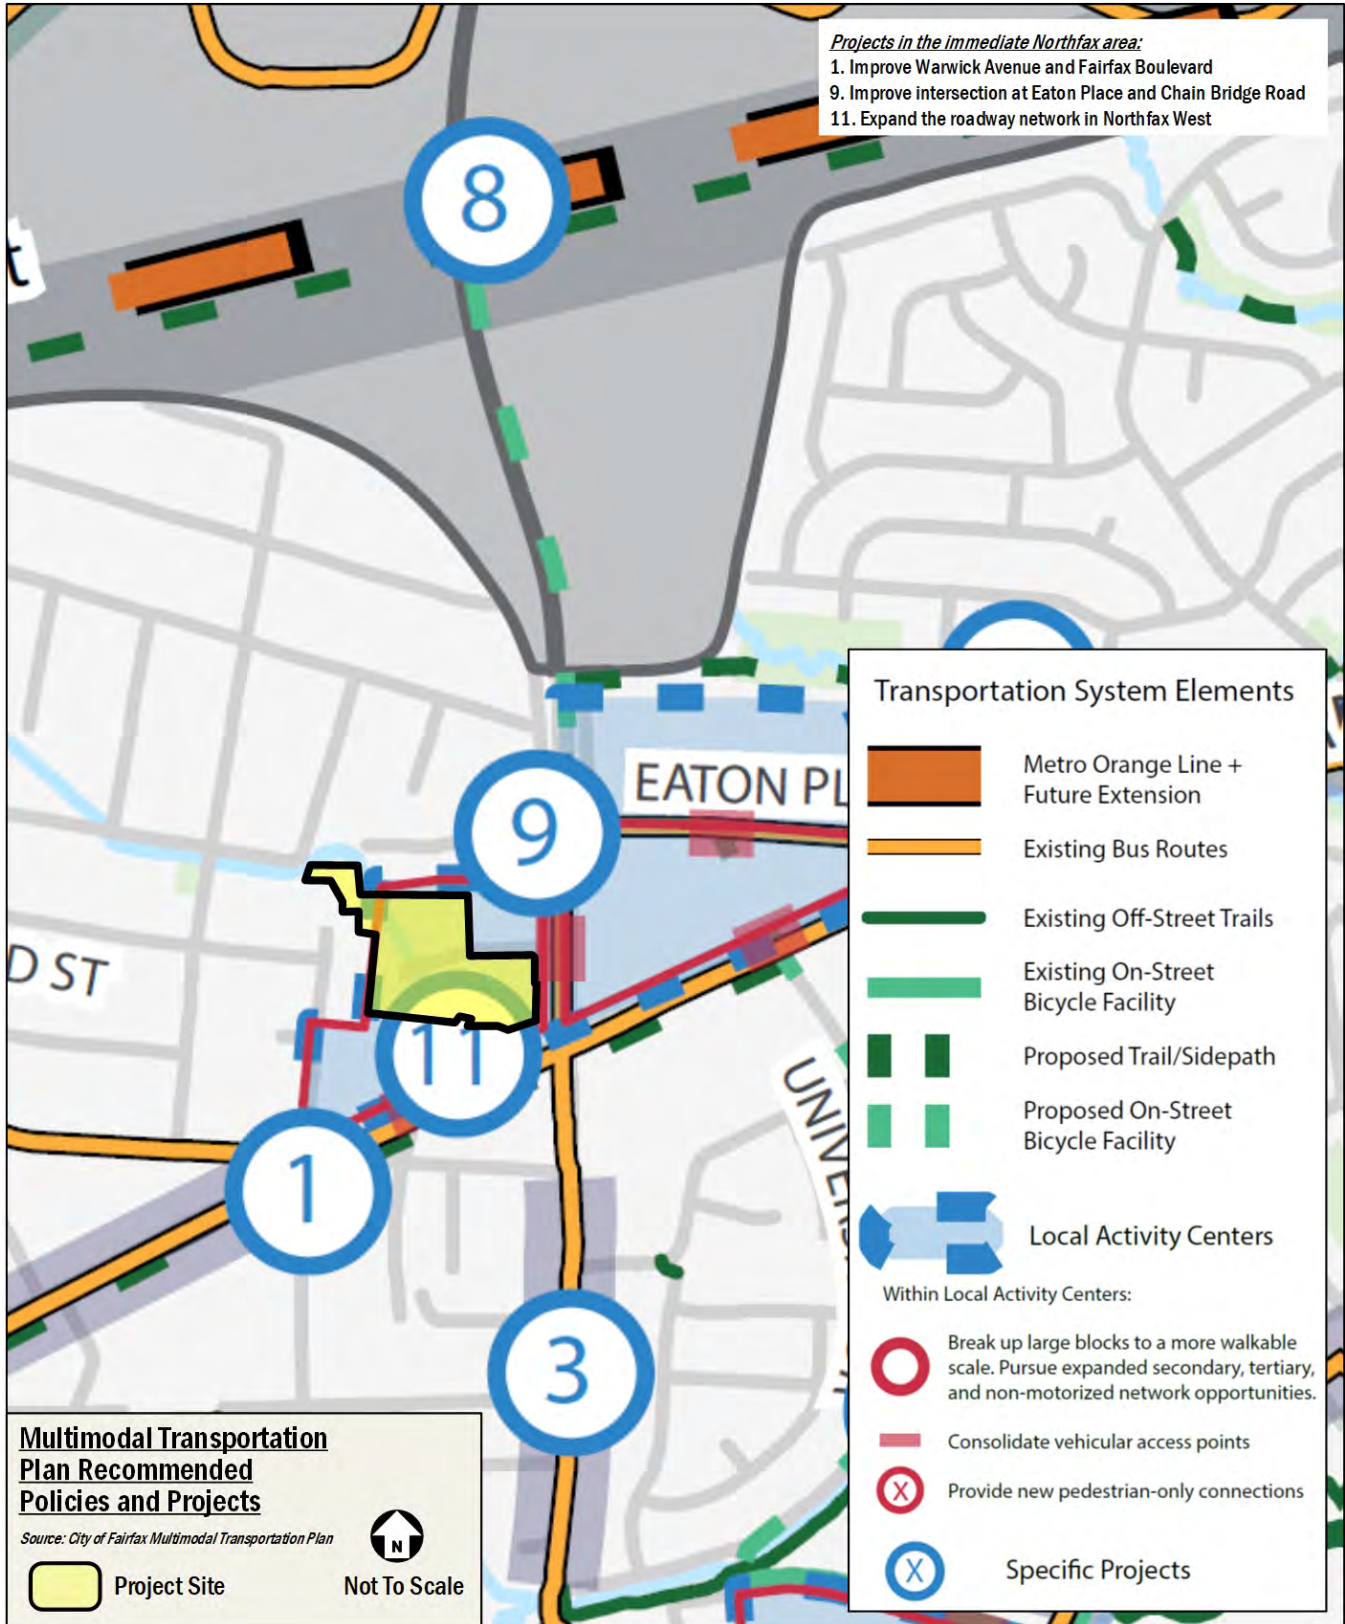 Projects in the immediate Northfax area:
1. Improve Warwick Avenue and Fairfax Boulevard
9. Improve intersection at Eaton Place and Chain Bridge Road
11. Expand the roadway network in Northfax West
8
t
Transportation System Elements
Metro Orange Line +
Future Extension
Existing Bus Routes
Existing Off-Street Trails
Existing On-Street
Bicycle Facility
Proposed Trail/Sidepath
Proposed On-Street
Bicycle Facility
Local Activity Centers
Within Local Activity Centers:
Break up large blocks to a more walkable
scale. Pursue expanded secondary, tertiary,
and non-motorized network opportunities.
Consolidate vehicular access points
X
Provide new pedestrian-only connections
X
Specific Projects
EATON PL
9
D ST
11
UNIVER
1
3
Multimodal Transportation
Plan Recommended
Policies and Projects
Source: City of Fairfax Multimodal Transportation Plan
N
Project Site
Not To Scale